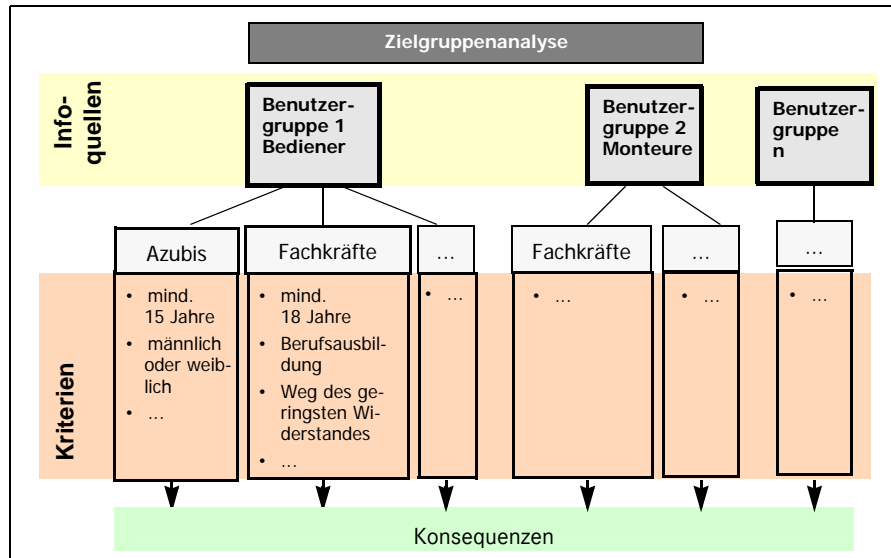 Zielgruppenanalyse
Info-
quellen
Benutzer-
gruppe 1
Bediener
Benutzer-
gruppe 2
Monteure
Benutzer-
gruppe
n
Azubis
Fachkräfte
...
Fachkräfte
...
...
Kriterien
• mind.
15 Jahre
• männlich
oder weib-
lich
• ...
• mind.
18 Jahre
• Berufsausbil-
dung
• Weg des ge-
ringsten Wi-
derstandes
• ...
• ...
• ...
• ...
• ...
Konsequenzen